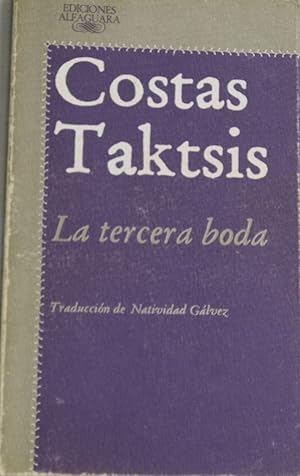 EDICIONES
ALFAGUARA
Costas
Taktsis
La tercera boda
Traducción de Natividad Gálvez